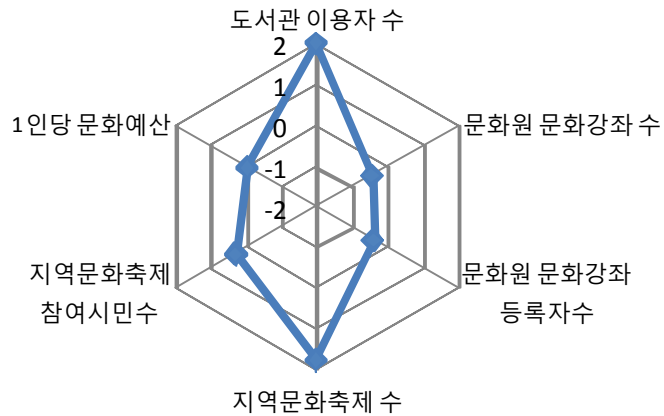 도서관 이용자 수
2
1
0
-1
-2
1인당 문화예산
문화원 문화강좌 수
지역문화축제
참여시민수
문화원 문화강좌
등록자수
지역문화축제 수